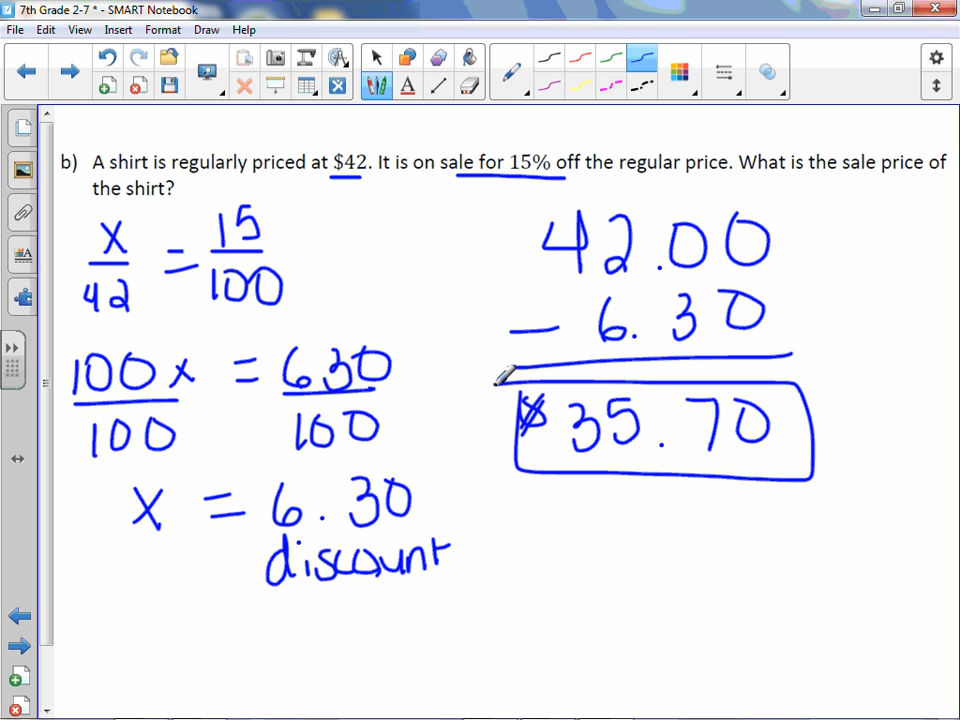 7th Grade 2-7 * - SMART Notebook
File Edit View Insert Format Draw Help
b) A shirt is regularly priced at $42. It is on sale for 15% off the regular price. What is the sale price of
the shirt?
x/42 = 15/100
100x = 630
100 100
x = 6.30
discount
42.00
- 6.30
$35.70